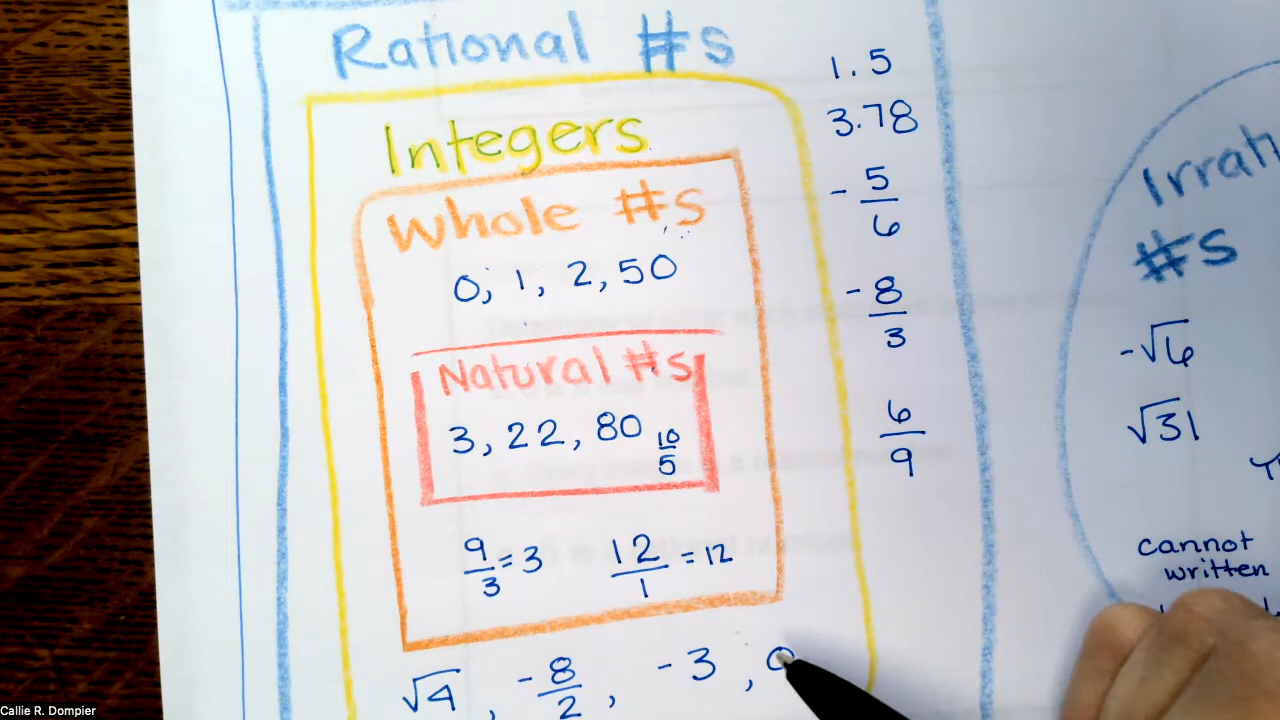 Rational #s
Integers
Whole #s
0, 1, 2, 50
Natural #s
3, 22, 80 10/5
9/3 = 3 12/1 = 12
√4, -8/2, -3, 0
1.5
3.78
-5/6
-8/3
6/9
#s
-√6
√31
cannot
written
Callie R. Dompier